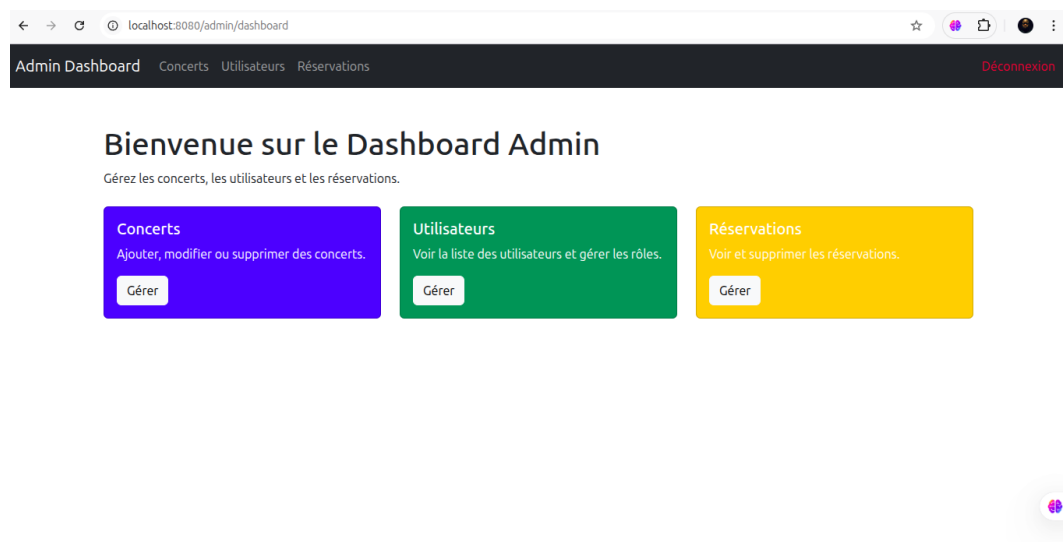 localhost:8080/admin/dashboard
Admin Dashboard Concerts Utilisateurs Réservations Déconnexion
Bienvenue sur le Dashboard Admin
Gérez les concerts, les utilisateurs et les réservations.
Concerts
Ajouter, modifier ou supprimer des concerts.
Gérer
Utilisateurs
Voir la liste des utilisateurs et gérer les rôles.
Gérer
Réservations
Voir et supprimer les réservations.
Gérer